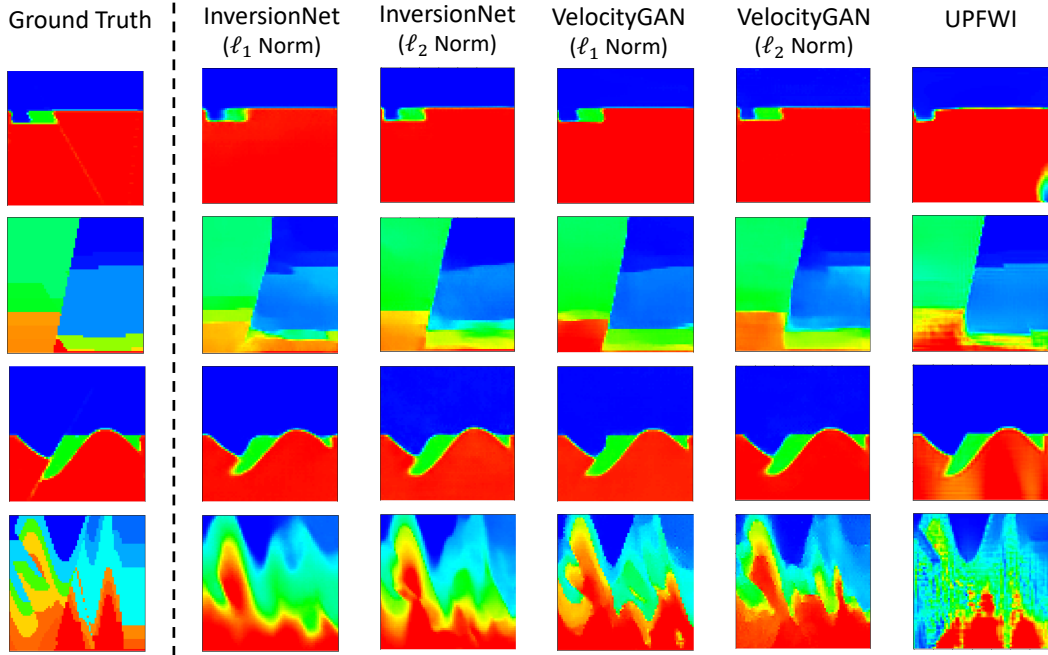 Ground Truth
InversionNet
(ℓ₁ Norm)
InversionNet
(ℓ₂ Norm)
VelocityGAN
(ℓ₁ Norm)
VelocityGAN
(ℓ₂ Norm)
UPFWI